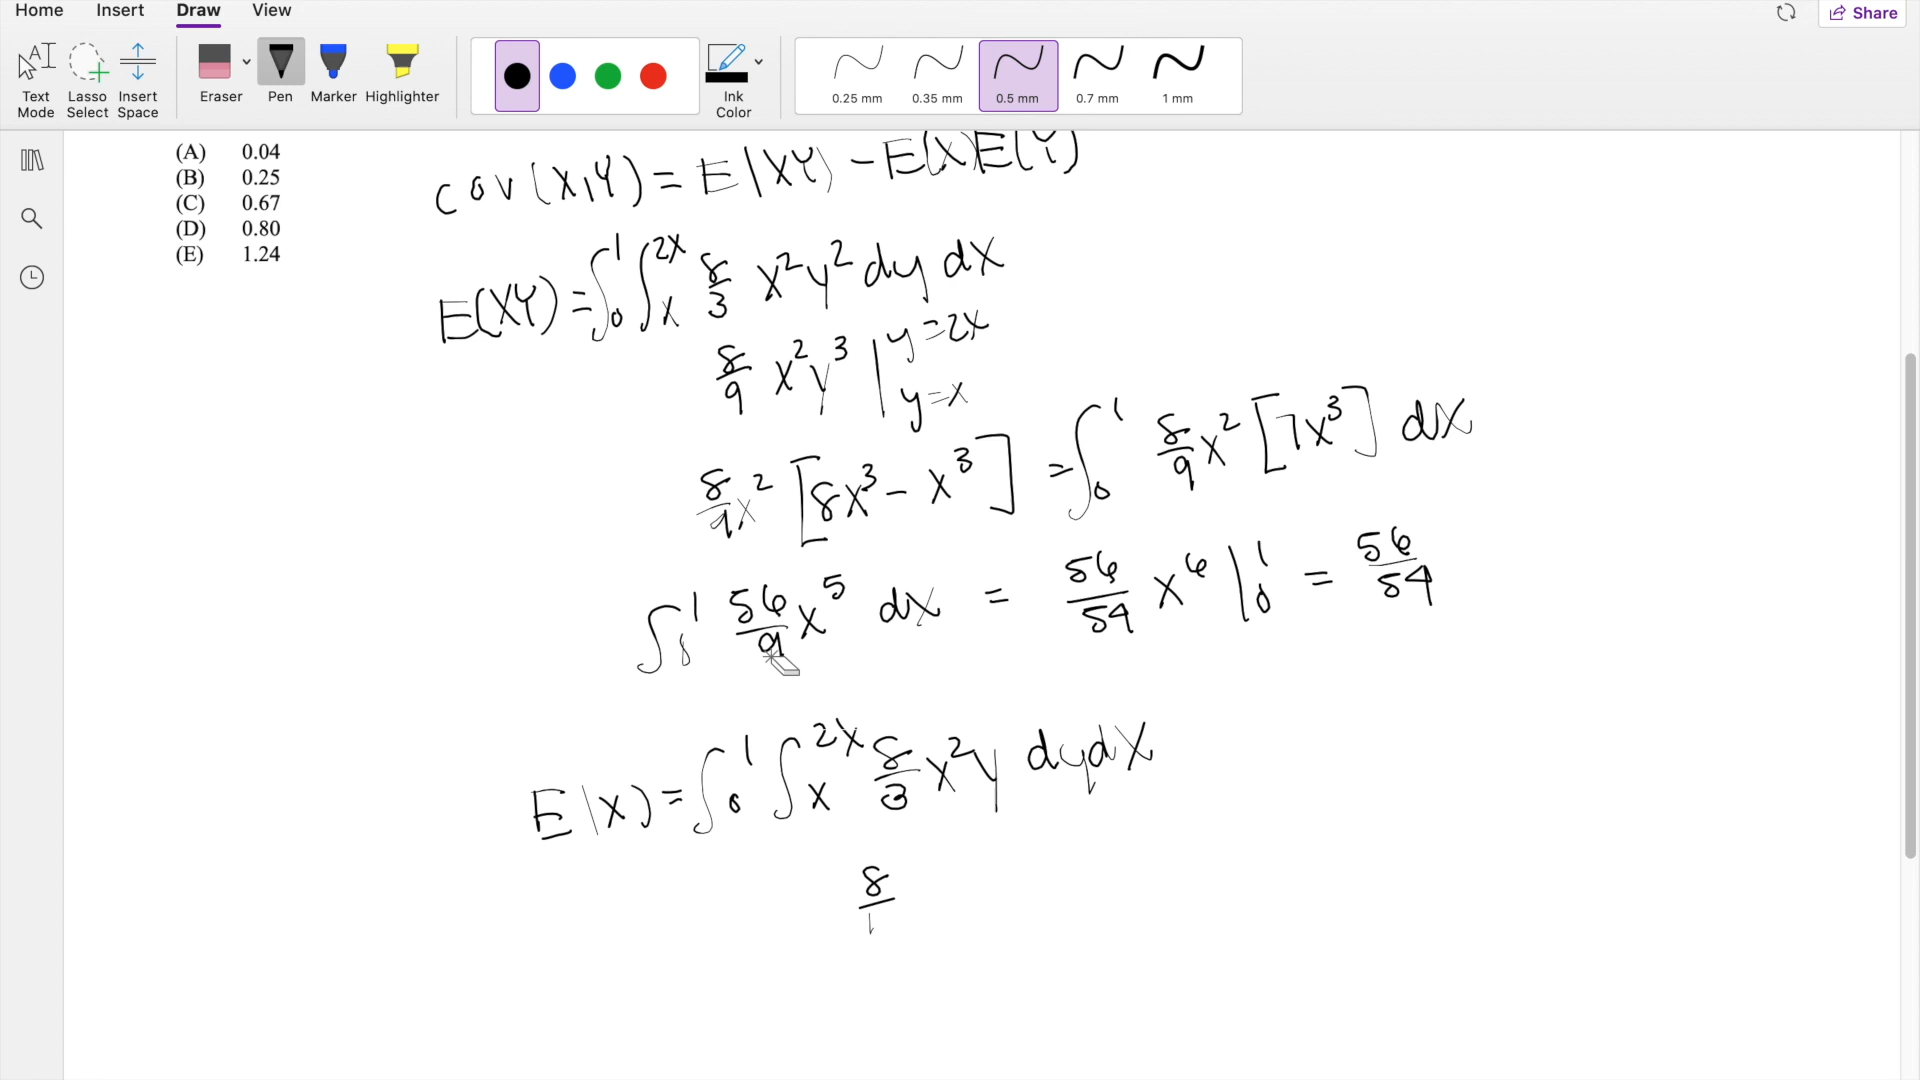 Home Insert Draw View Share
Text Mode Lasso Select Insert Space Eraser Pen Marker Highlighter Ink Color 0.25 mm 0.35 mm 0.5 mm 0.7 mm 1 mm
(A) 0.04
(B) 0.25
(C) 0.67
(D) 0.80
(E) 1.24
cov(X,Y) = E(XY) - E(X)E(Y)
E(XY) = ∫₀¹ ∫ₓ²ˣ 8/3 x²y² dy dx
8/9 x²y³ | y=2x y=x
8/9 x² [8x³ - x³] = ∫₀¹ 8/9 x² [7x³] dx
∫₀¹ 56/9 x⁵ dx = 56/54 x⁶ |₀¹ = 56/54
E(X) = ∫₀¹ ∫ₓ²ˣ 8/3 x²y dy dx
8